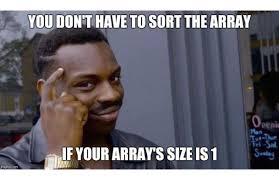 YOU DON'T HAVE TO SORT THE ARRAY
IF YOUR ARRAY'S SIZE IS 1